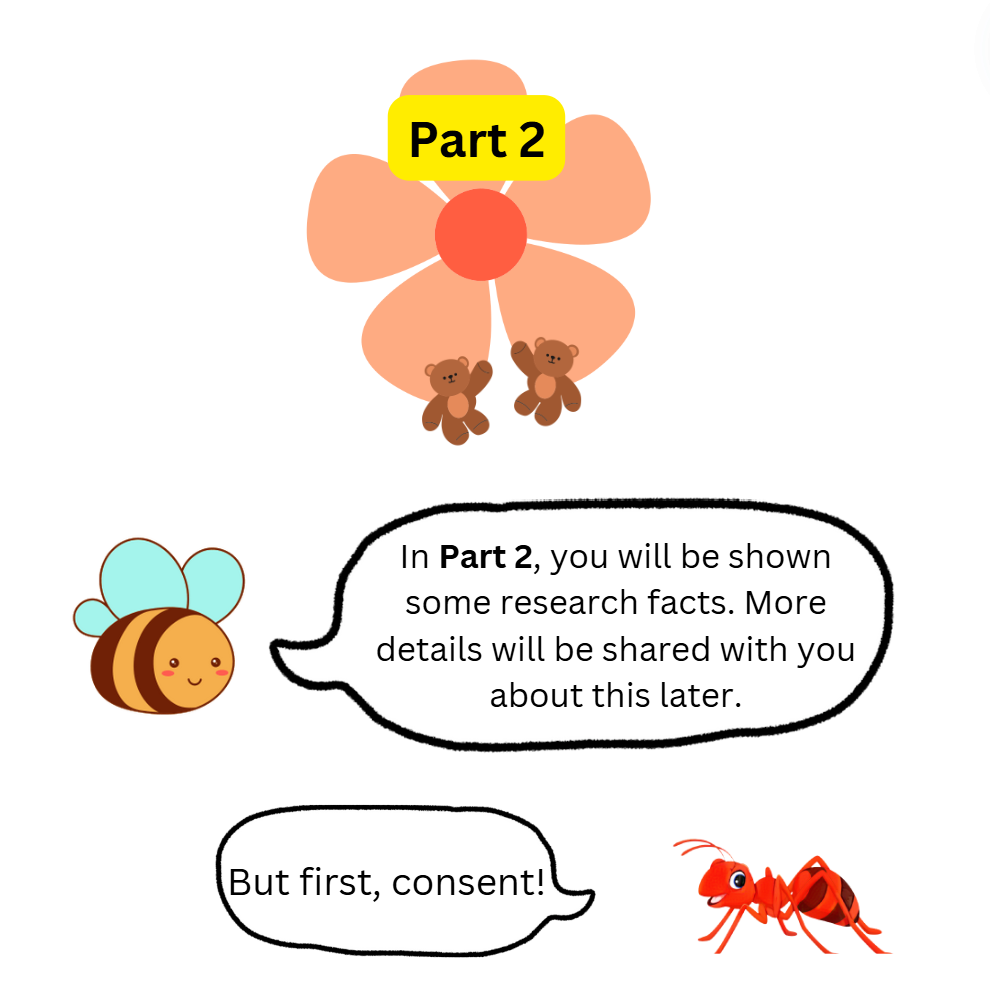 Part 2
In Part 2, you will be shown
some research facts. More
details will be shared with you
about this later.
But first, consent!